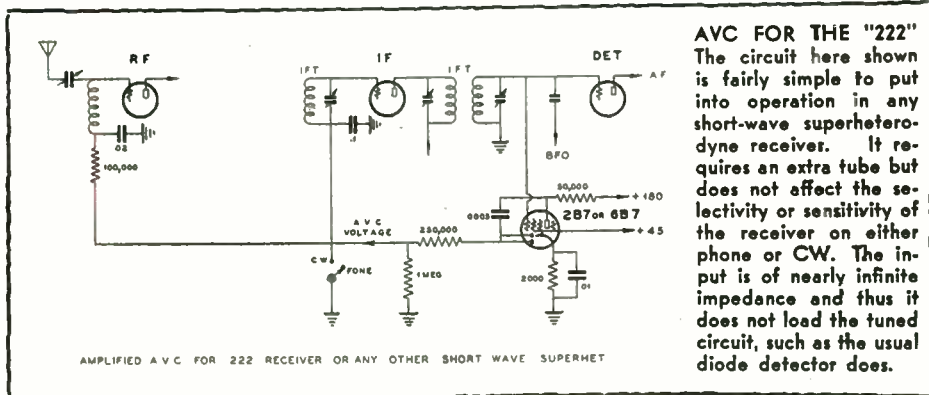 RF
IFT
IF
IFT
DET
AF
.02
100,000
.1
BFO
50,000
+180
.0003
2B7 OR 6B7
+45
A.V.C
VOLTAGE
250,000
CW
FONE
1 MEG
2000
.01
AMPLIFIED AVC FOR 222 RECEIVER OR ANY OTHER SHORT WAVE SUPERHET
AVC FOR THE "222"
The circuit here shown
is fairly simple to put
into operation in any
short-wave superhetero-
dyne receiver. It re-
quires an extra tube but
does not affect the se-
lectivity or sensitivity of
the receiver on either
phone or CW. The in-
put is of nearly infinite
impedance and thus it
does not load the tuned
circuit, such as the usual
diode detector does.